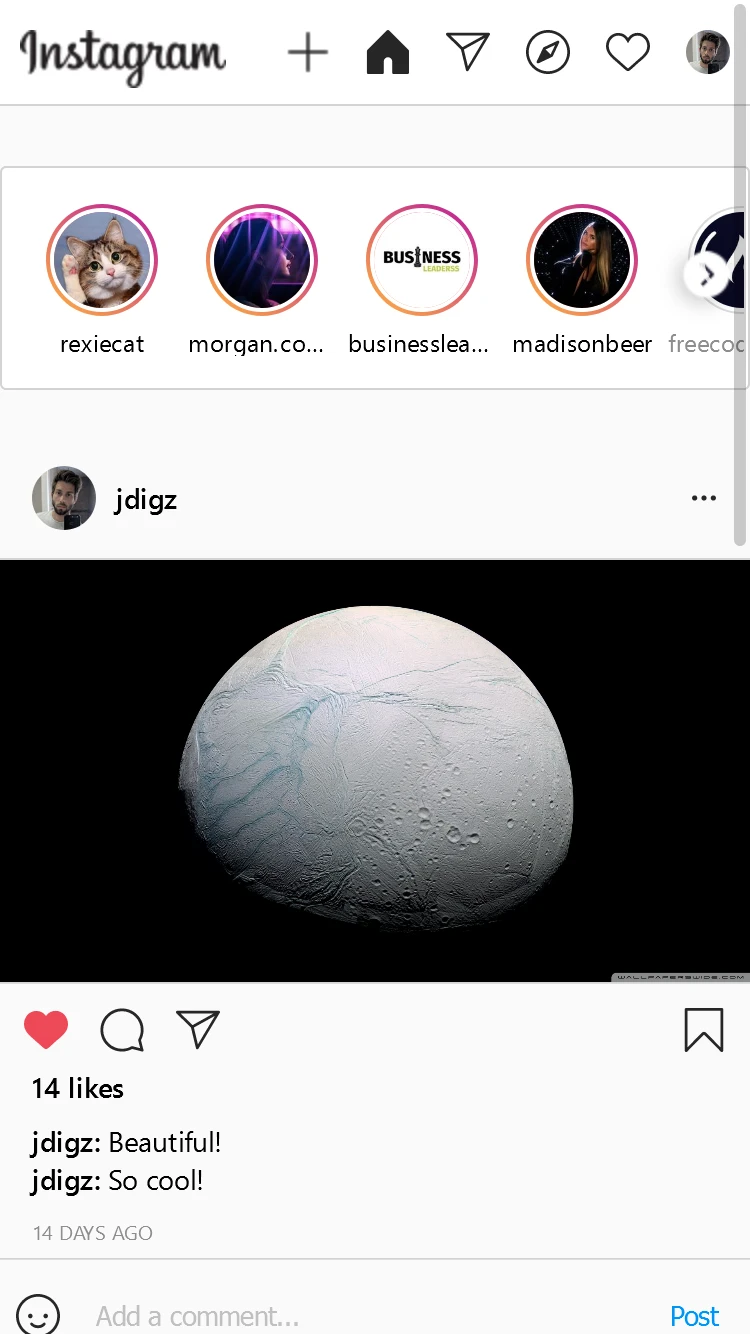 Instagram
BUSINESS
LEADERSS
rexiecat
morgan.co...
businesslea...
madisonbeer
freecoc
jdigz
WALLPAPERSWIDE.COM
14 likes
jdigz: Beautiful!
jdigz: So cool!
14 DAYS AGO
Add a comment...
Post